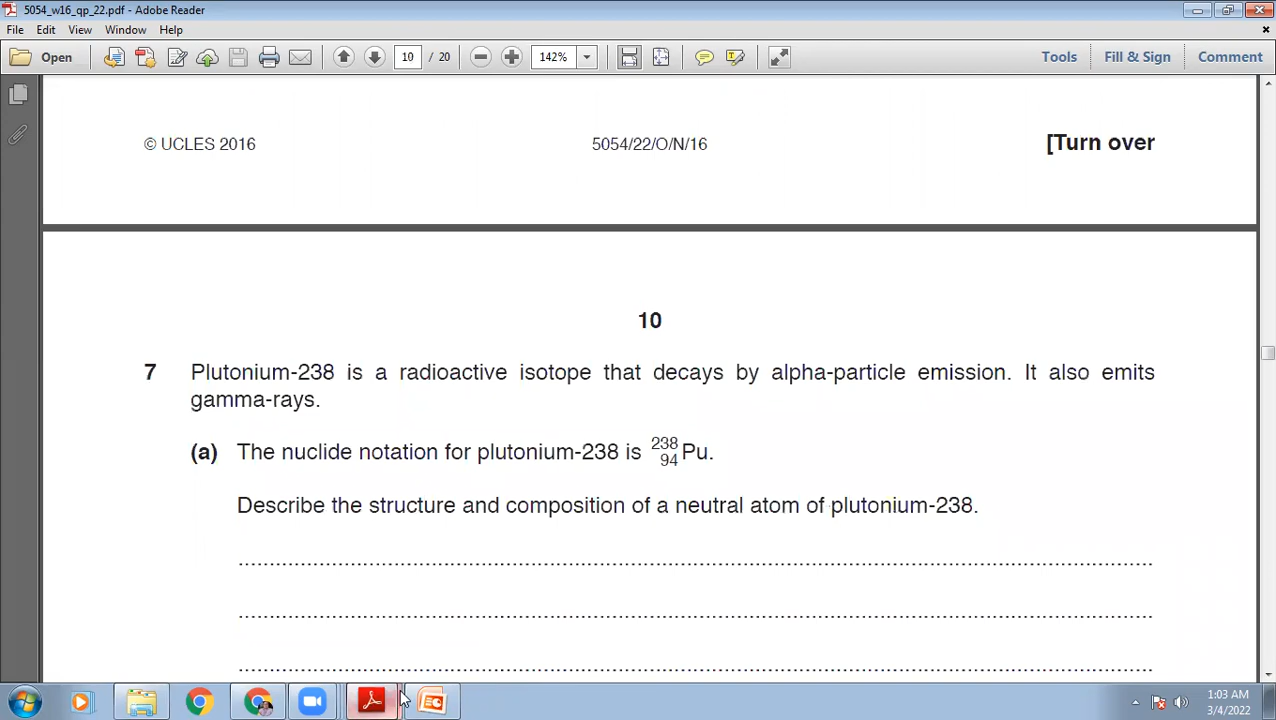 5054_w16_qp_22.pdf - Adobe Reader
File Edit View Window Help
Open 10 / 20 142% Tools Fill & Sign Comment
© UCLES 2016 5054/22/O/N/16 [Turn over
10
7 Plutonium-238 is a radioactive isotope that decays by alpha-particle emission. It also emits
gamma-rays.
(a) The nuclide notation for plutonium-238 is ²³⁸₉₄Pu.
Describe the structure and composition of a neutral atom of plutonium-238.
1:03 AM
3/4/2022